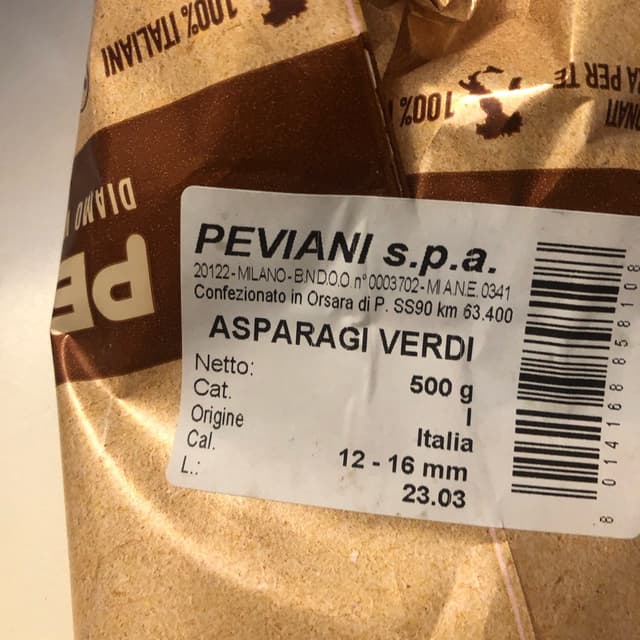 100% ITALIANI
100%
A PER TE
DIAMO
PE
PEVIANI s.p.a.
20122 - MILANO - B.N.D.O.O. n° 0003702 - MI A.N.E. 0341
Confezionato in Orsara di P. SS90 km 63.400
ASPARAGI VERDI
Netto: 500 g
Cat. I
Origine Italia
Cal. 12 - 16 mm
L.: 23.03
8 014168 858108